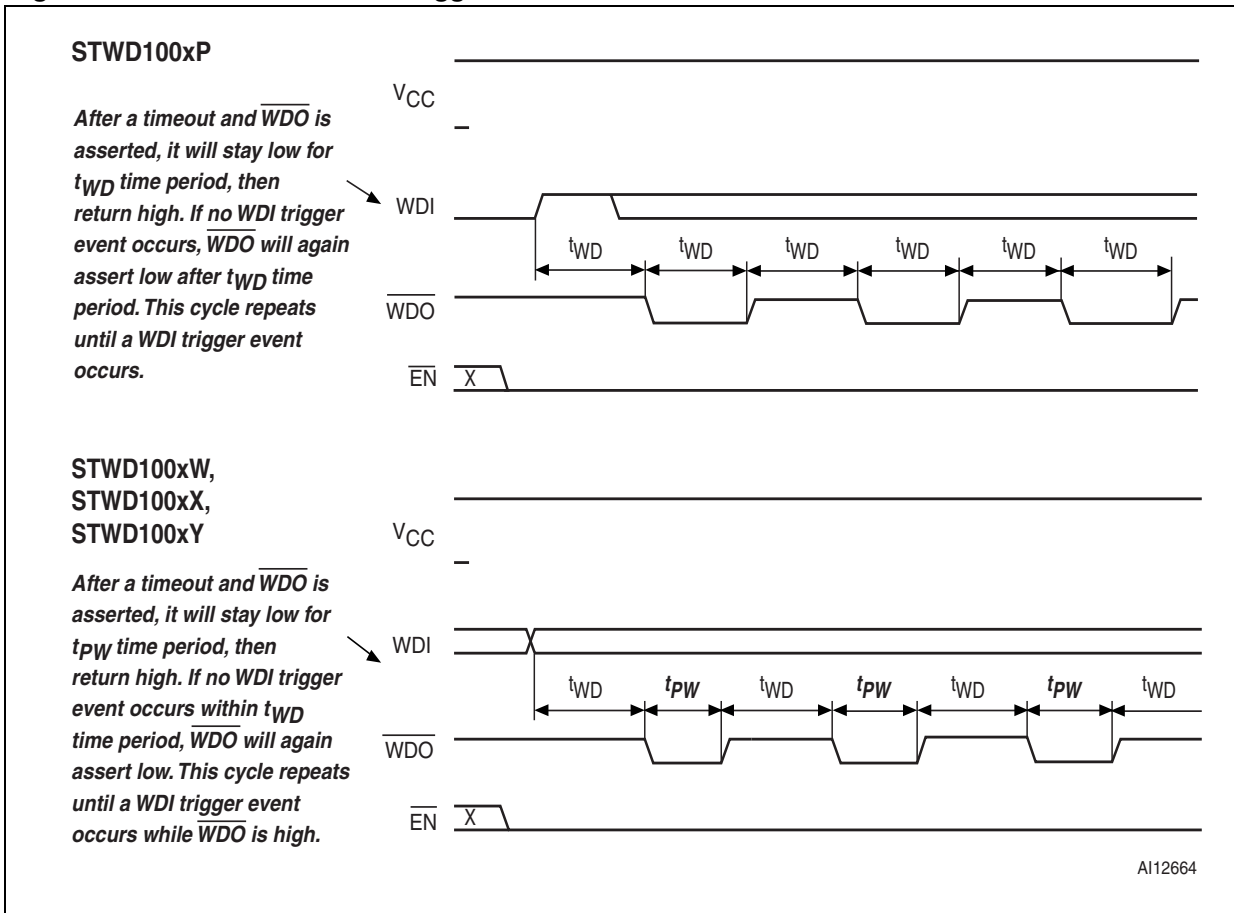 STWD100xP
After a timeout and WDO is
asserted, it will stay low for
tWD time period, then
return high. If no WDI trigger
event occurs, WDO will again
assert low after tWD time
period. This cycle repeats
until a WDI trigger event
occurs.
VCC
WDI
tWD tWD tWD tWD tWD tWD
WDO
EN X
STWD100xW,
STWD100xX,
STWD100xY
After a timeout and WDO is
asserted, it will stay low for
tPW time period, then
return high. If no WDI trigger
event occurs within tWD
time period, WDO will again
assert low. This cycle repeats
until a WDI trigger event
occurs while WDO is high.
VCC
WDI
tWD tPW tWD tPW tWD tPW tWD
WDO
EN X
AI12664